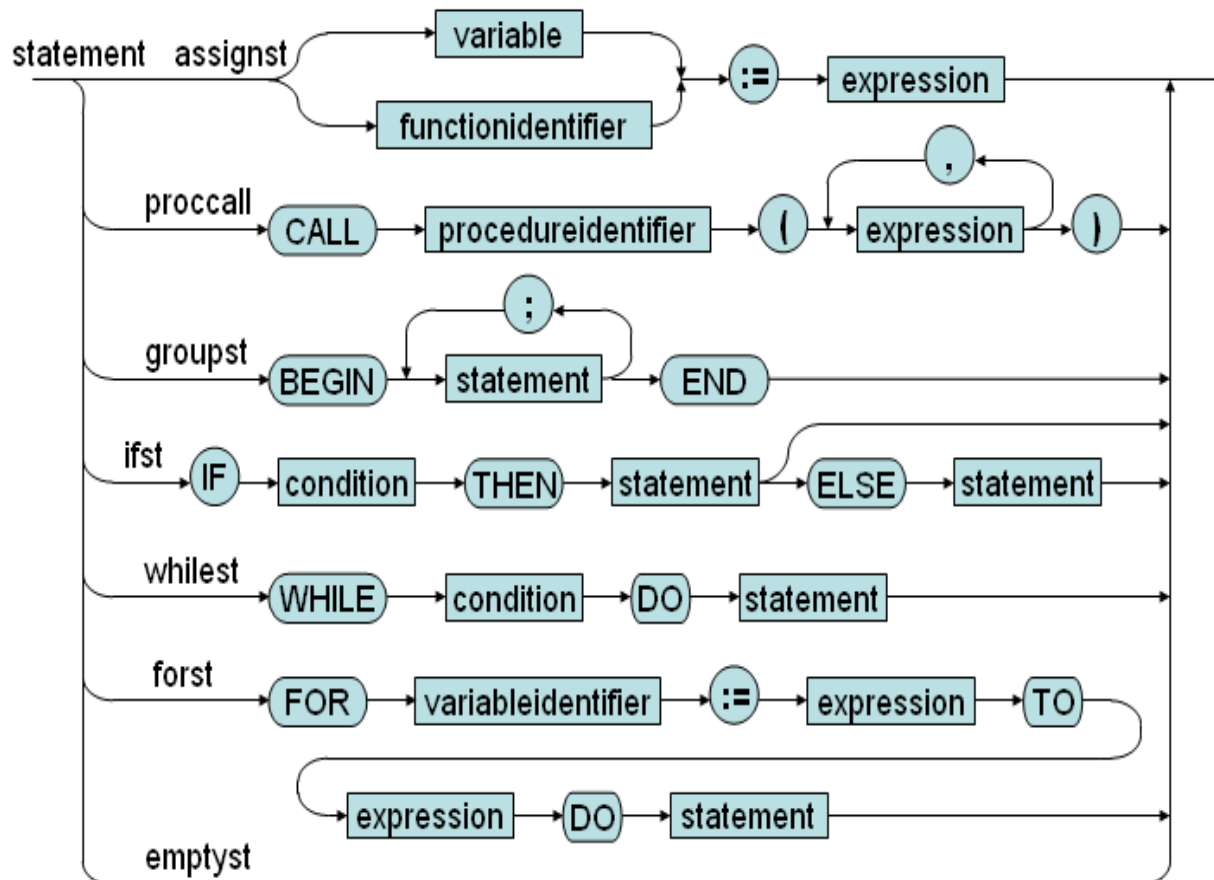 variable
statement assignst := expression
functionidentifier
,
proccall CALL procedureidentifier ( expression )
;
groupst BEGIN statement END
ifst IF condition THEN statement ELSE statement
whilest WHILE condition DO statement
forst FOR variableidentifier := expression TO
expression DO statement
emptyst